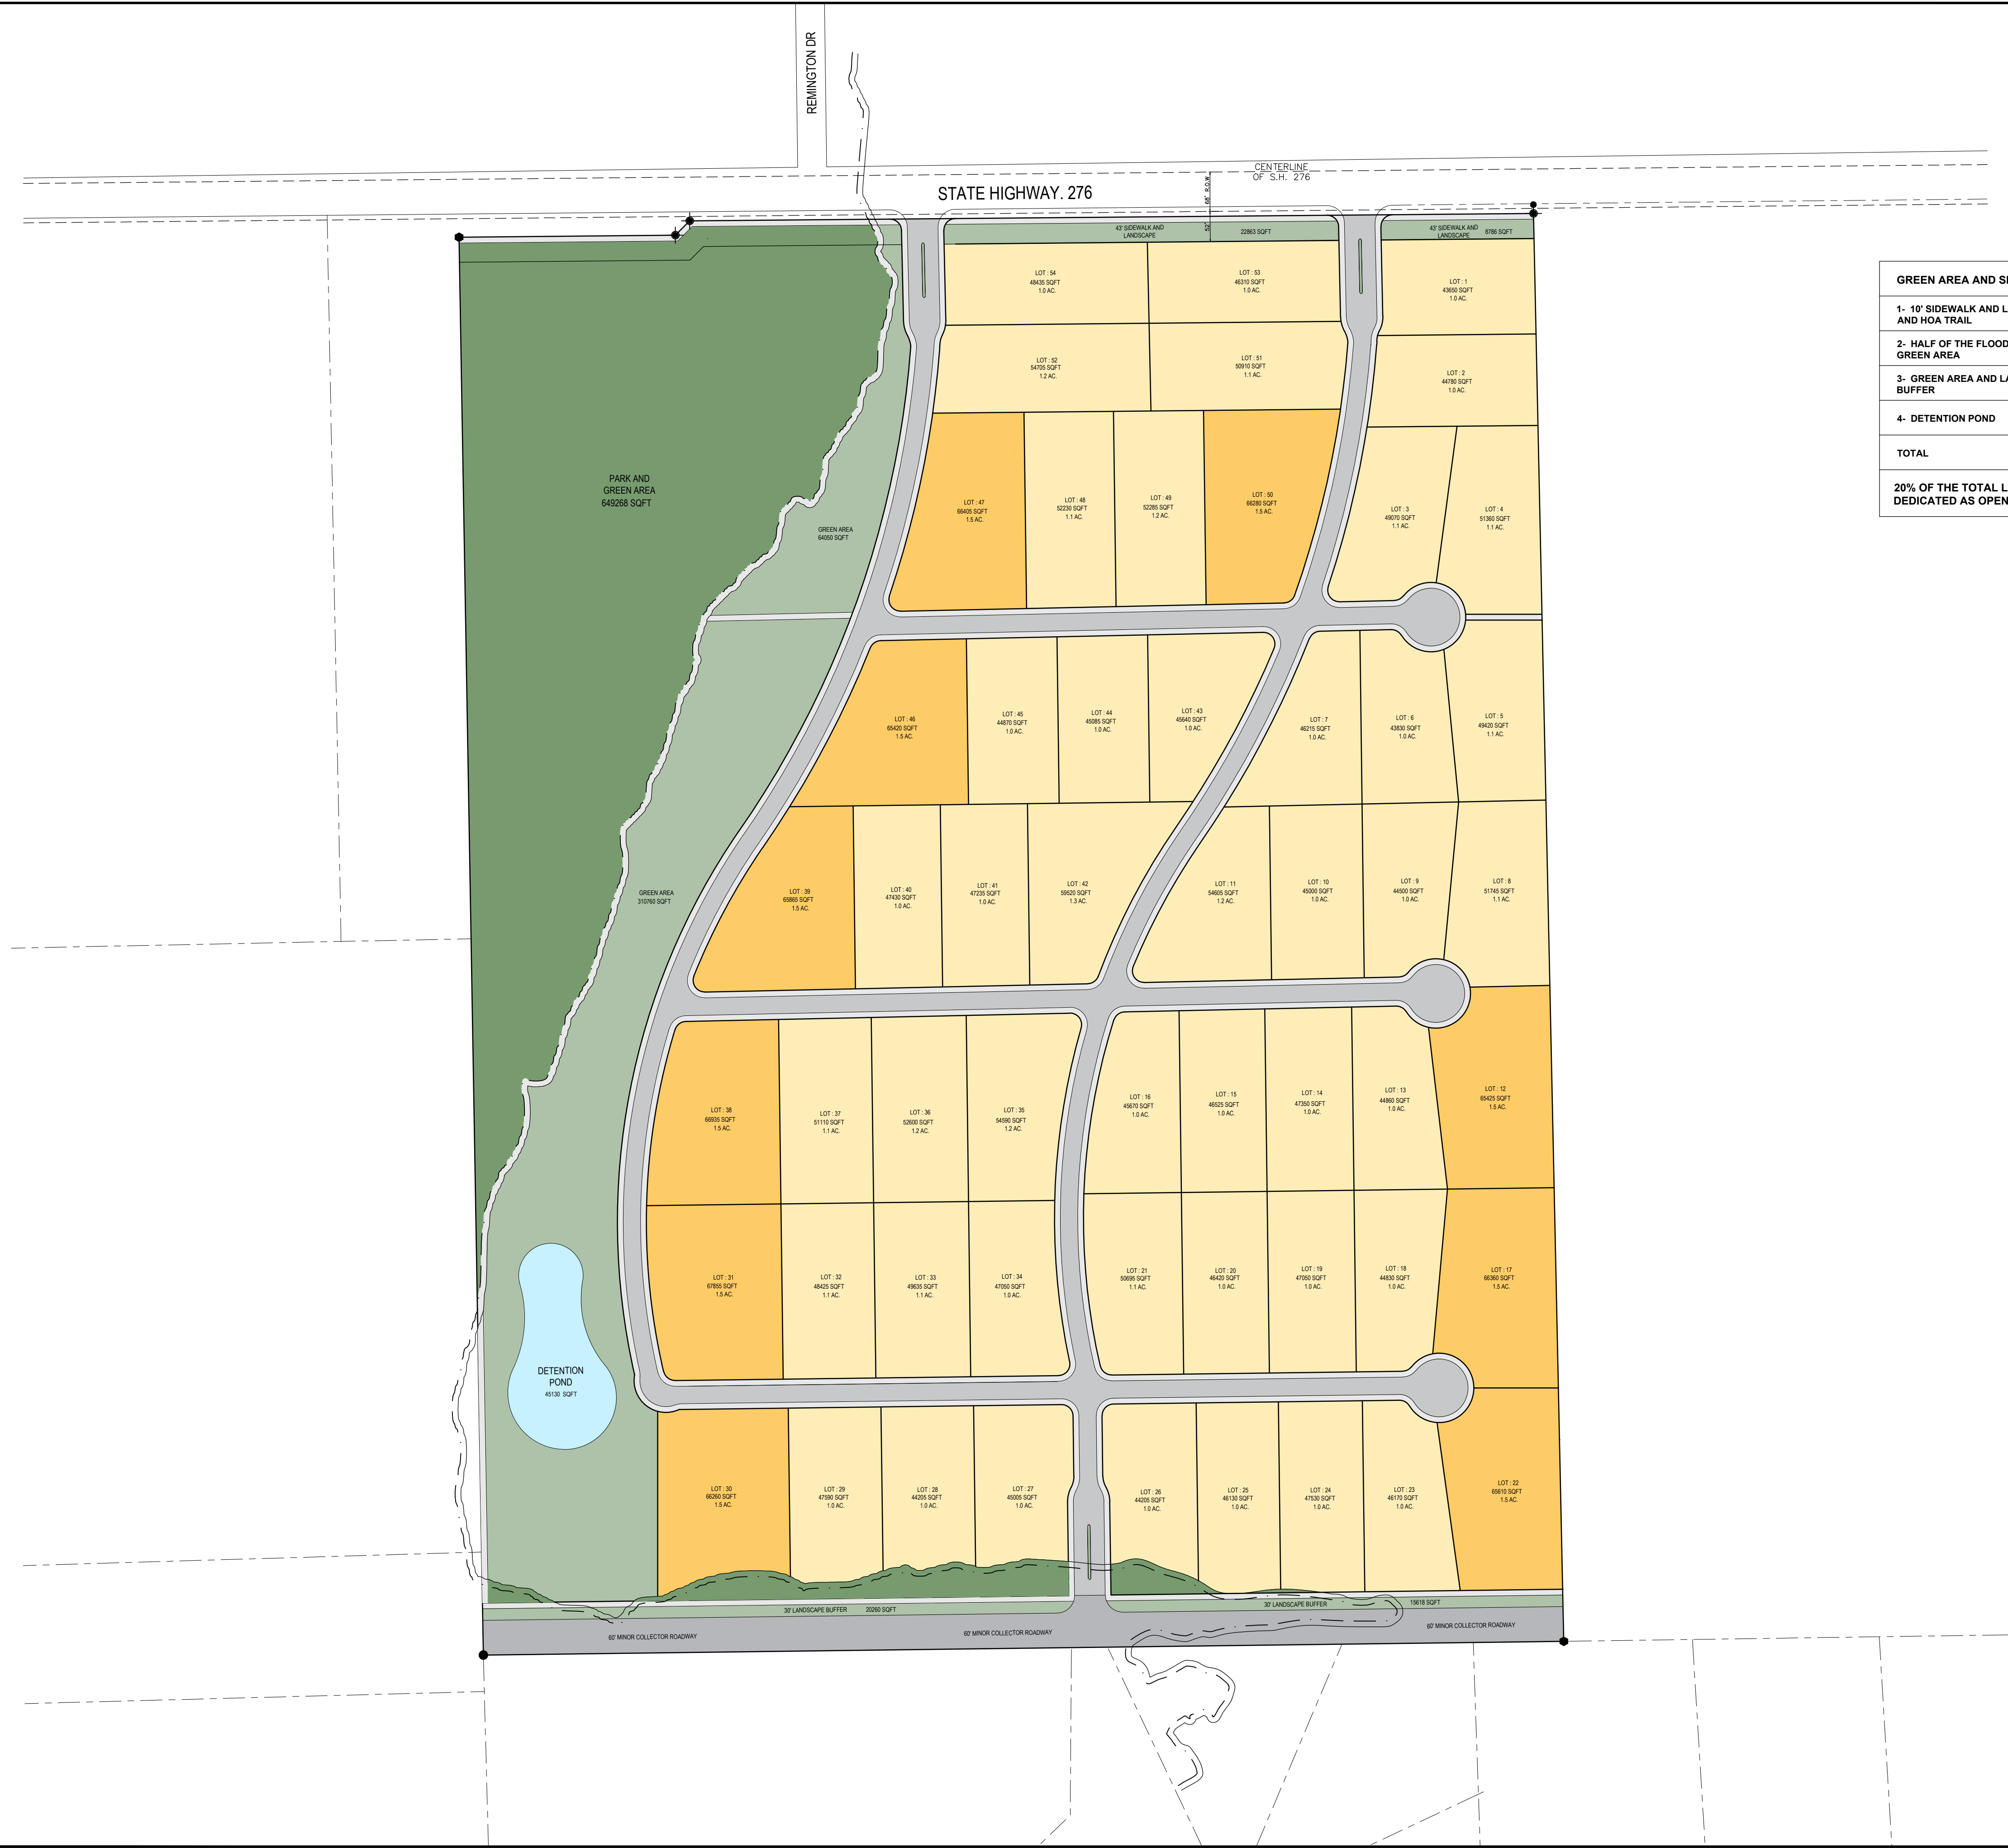 REMINGTON DR
CENTERLINE
OF S.H. 276
STATE HIGHWAY. 276
68' R.O.W
52'
43' SIDEWALK AND
LANDSCAPE
22863 SQFT
43' SIDEWALK AND
LANDSCAPE
8786 SQFT
LOT : 54
48435 SQFT
1.0 AC.
LOT : 53
46310 SQFT
1.0 AC.
LOT : 1
43650 SQFT
1.0 AC.
GREEN AREA AND SI
1- 10' SIDEWALK AND L
AND HOA TRAIL
2- HALF OF THE FLOOD
GREEN AREA
3- GREEN AREA AND LA
BUFFER
4- DETENTION POND
TOTAL
20% OF THE TOTAL L
DEDICATED AS OPEN
LOT : 52
54705 SQFT
1.2 AC.
LOT : 51
50910 SQFT
1.1 AC.
LOT : 2
44780 SQFT
1.0 AC.
PARK AND
GREEN AREA
649268 SQFT
GREEN AREA
64050 SQFT
LOT : 47
66405 SQFT
1.5 AC.
LOT : 48
52230 SQFT
1.1 AC.
LOT : 49
52285 SQFT
1.2 AC.
LOT : 50
66280 SQFT
1.5 AC.
LOT : 3
49070 SQFT
1.1 AC.
LOT : 4
51360 SQFT
1.1 AC.
LOT : 46
65420 SQFT
1.5 AC.
LOT : 45
44870 SQFT
1.0 AC.
LOT : 44
45085 SQFT
1.0 AC.
LOT : 43
45640 SQFT
1.0 AC.
LOT : 7
46215 SQFT
1.0 AC.
LOT : 6
43830 SQFT
1.0 AC.
LOT : 5
49420 SQFT
1.1 AC.
GREEN AREA
310760 SQFT
LOT : 39
65865 SQFT
1.5 AC.
LOT : 40
47430 SQFT
1.0 AC.
LOT : 41
47235 SQFT
1.0 AC.
LOT : 42
59520 SQFT
1.3 AC.
LOT : 11
54605 SQFT
1.2 AC.
LOT : 10
45000 SQFT
1.0 AC.
LOT : 9
44500 SQFT
1.0 AC.
LOT : 8
51745 SQFT
1.1 AC.
LOT : 38
66935 SQFT
1.5 AC.
LOT : 37
51110 SQFT
1.1 AC.
LOT : 36
52600 SQFT
1.2 AC.
LOT : 35
54590 SQFT
1.2 AC.
LOT : 16
45670 SQFT
1.0 AC.
LOT : 15
46525 SQFT
1.0 AC.
LOT : 14
47350 SQFT
1.0 AC.
LOT : 13
44860 SQFT
1.0 AC.
LOT : 12
65425 SQFT
1.5 AC.
LOT : 31
67855 SQFT
1.5 AC.
LOT : 32
48425 SQFT
1.1 AC.
LOT : 33
49635 SQFT
1.1 AC.
LOT : 34
47050 SQFT
1.0 AC.
LOT : 21
50695 SQFT
1.1 AC.
LOT : 20
46420 SQFT
1.0 AC.
LOT : 19
47050 SQFT
1.0 AC.
LOT : 18
44830 SQFT
1.0 AC.
LOT : 17
66360 SQFT
1.5 AC.
DETENTION
POND
45130 SQFT
LOT : 30
66260 SQFT
1.5 AC.
LOT : 29
47590 SQFT
1.0 AC.
LOT : 28
44205 SQFT
1.0 AC.
LOT : 27
45005 SQFT
1.0 AC.
LOT : 26
44205 SQFT
1.0 AC.
LOT : 25
46130 SQFT
1.0 AC.
LOT : 24
47530 SQFT
1.0 AC.
LOT : 23
46170 SQFT
1.0 AC.
LOT : 22
65610 SQFT
1.5 AC.
30' LANDSCAPE BUFFER 20260 SQFT
30' LANDSCAPE BUFFER
15618 SQFT
60' MINOR COLLECTOR ROADWAY
60' MINOR COLLECTOR ROADWAY
60' MINOR COLLECTOR ROADWAY